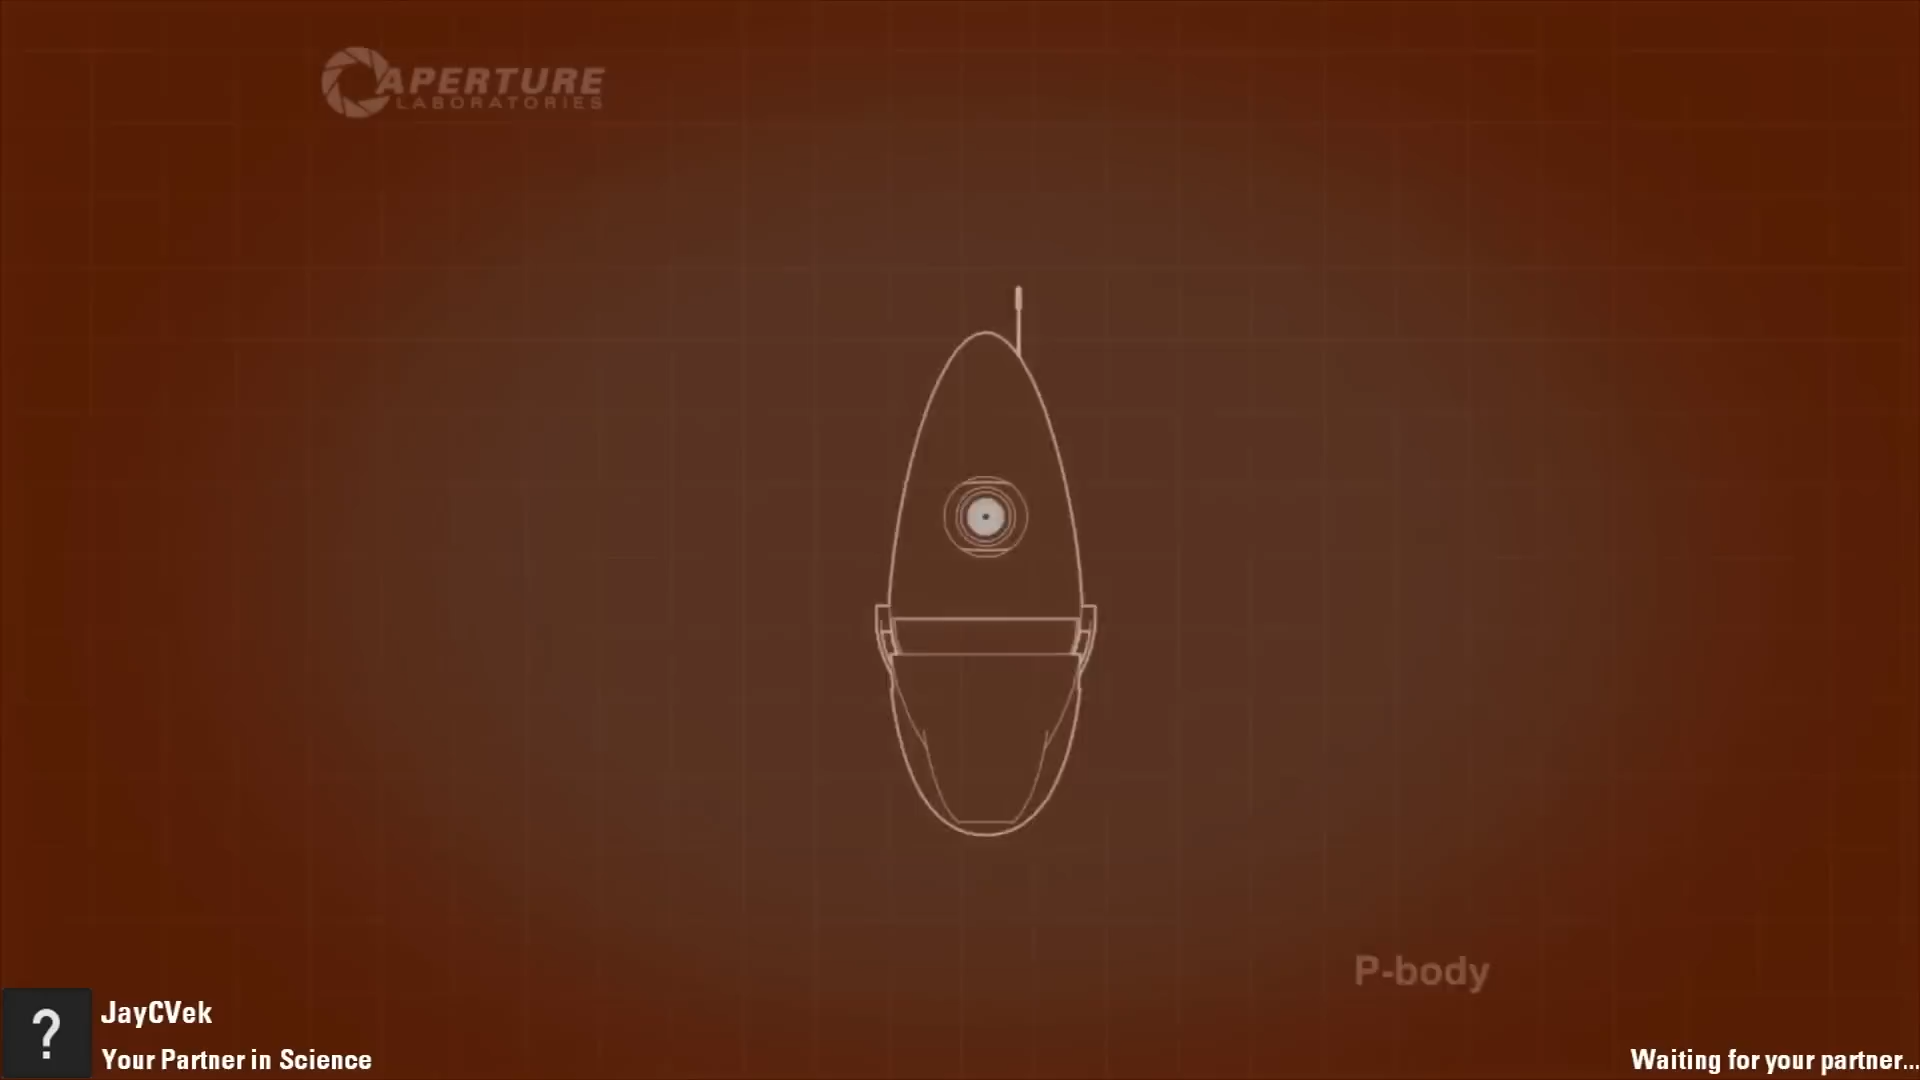 APERTURE
LABORATORIES
P-body
?
JayCVek
Your Partner in Science
Waiting for your partner...